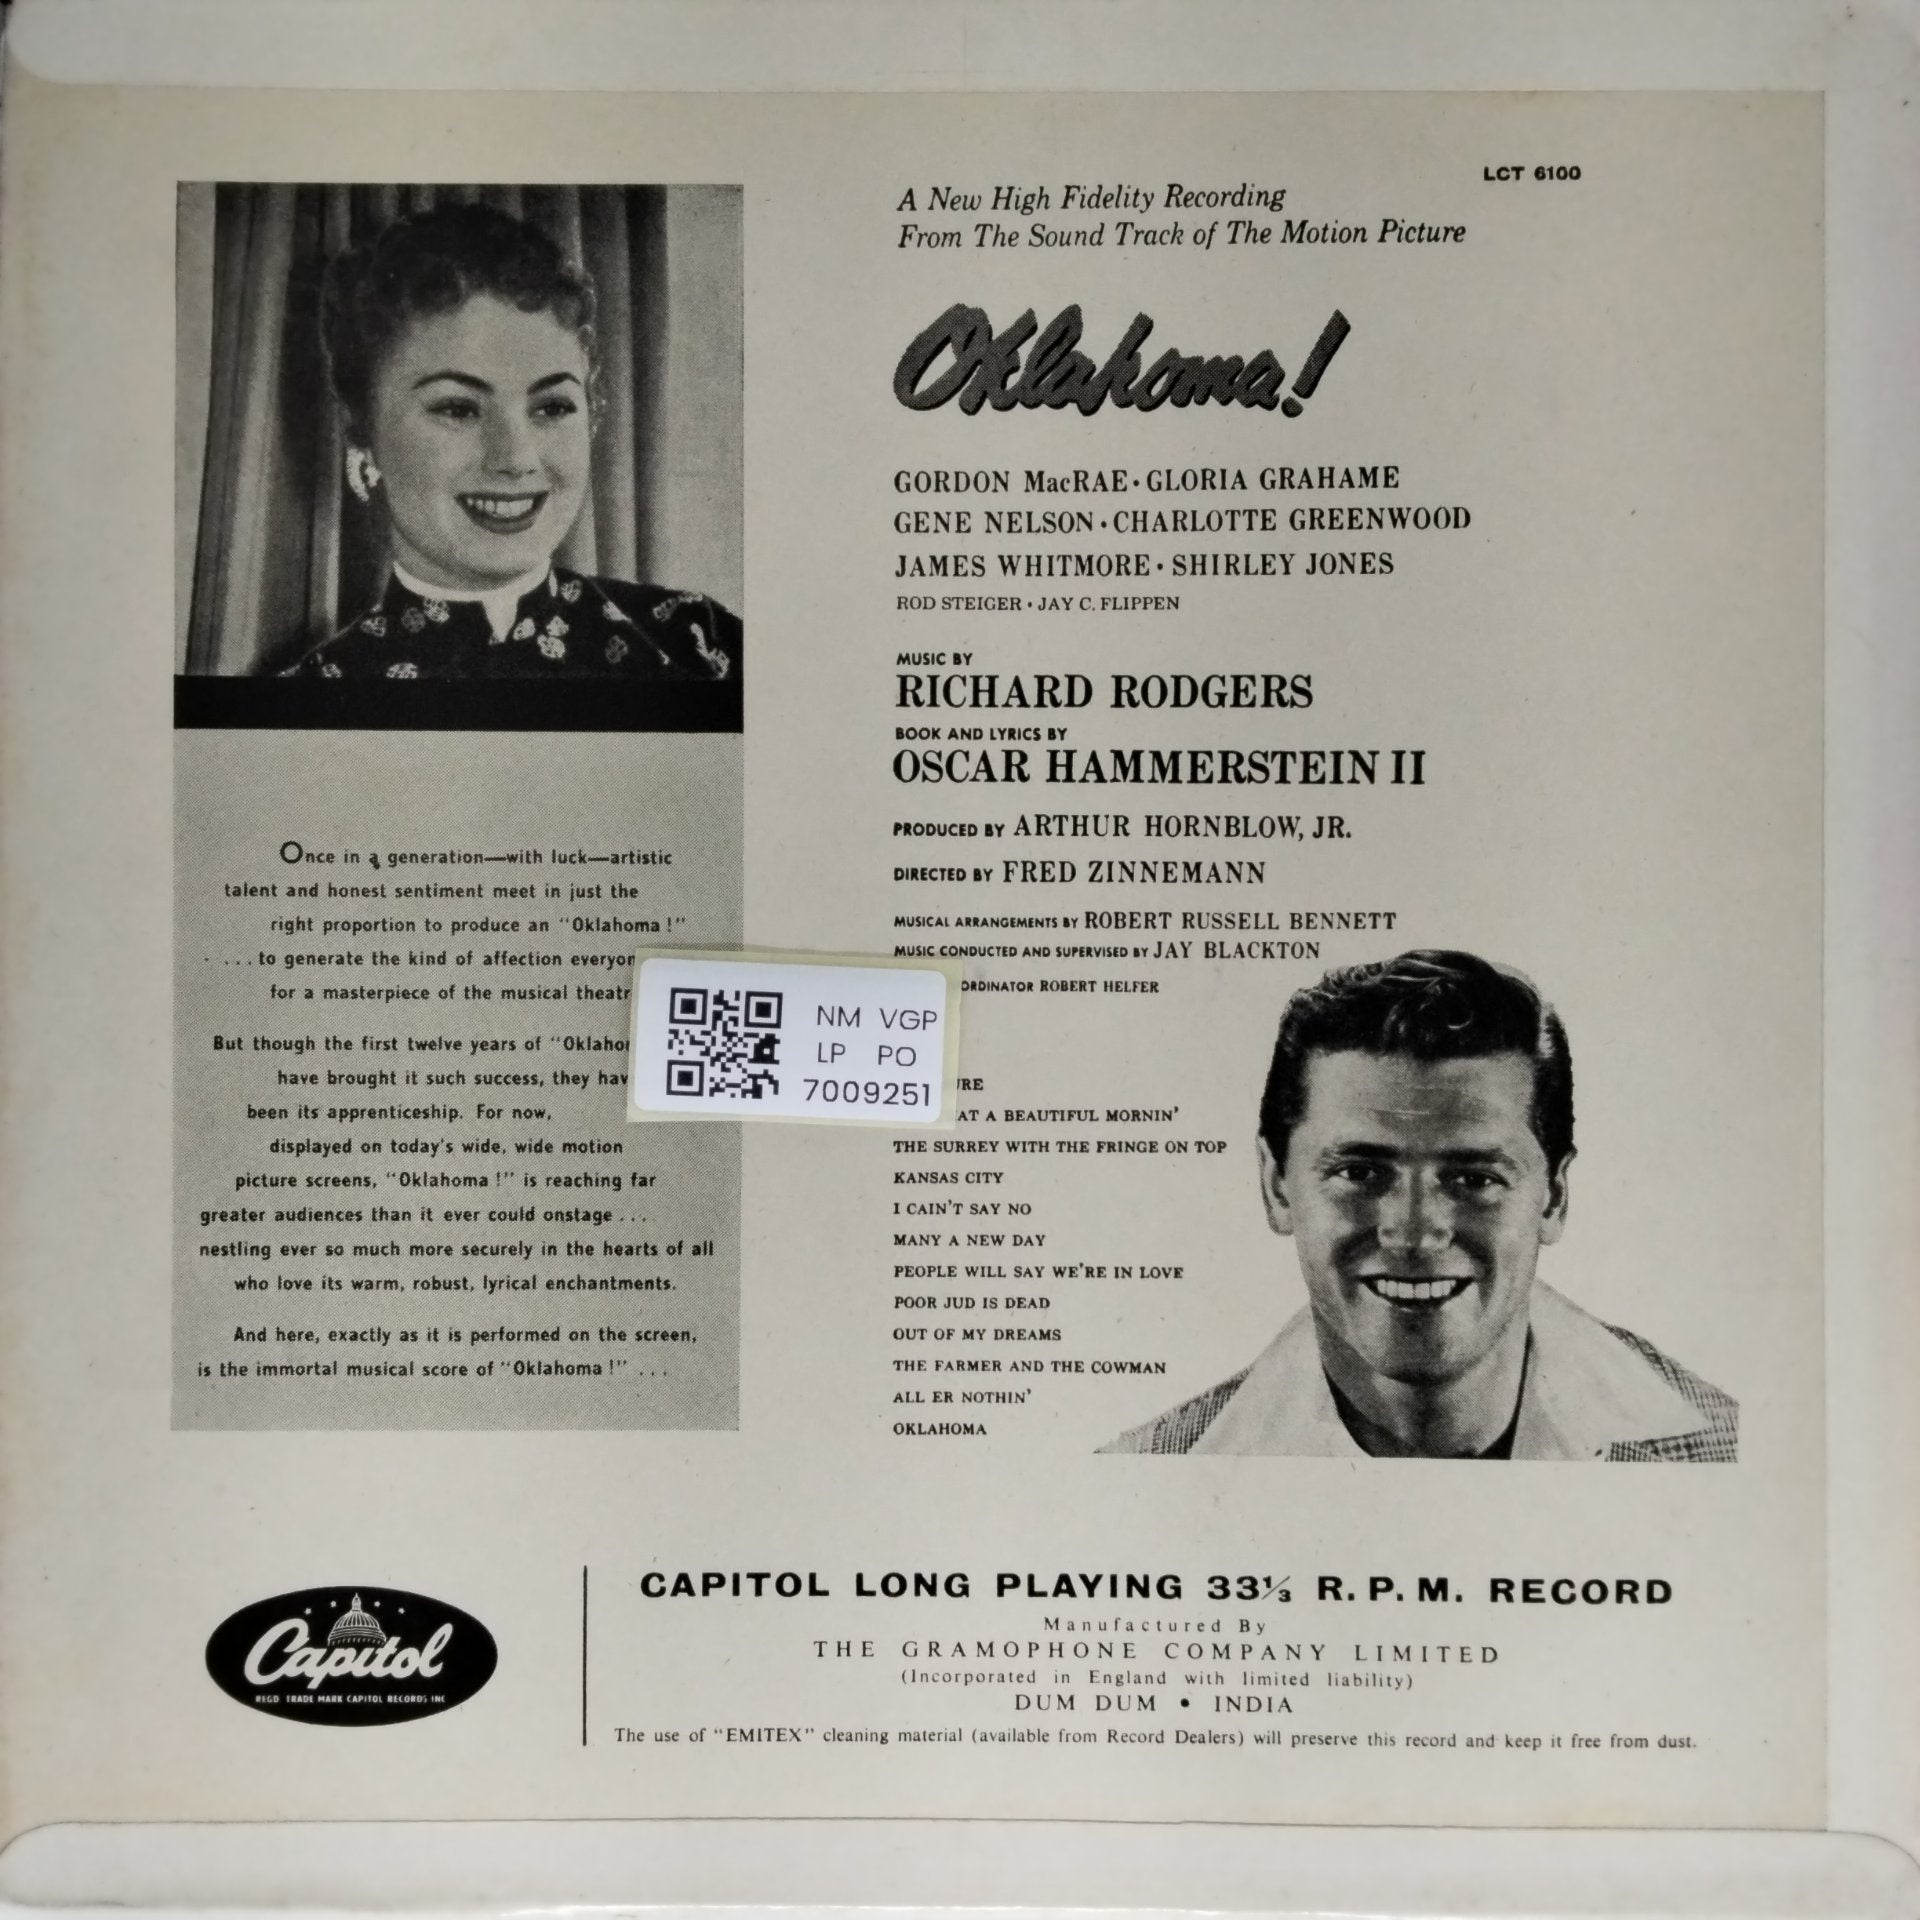 LCT 6100
A New High Fidelity Recording
From The Sound Track of The Motion Picture
Oklahoma!
GORDON MacRAE • GLORIA GRAHAME
GENE NELSON • CHARLOTTE GREENWOOD
JAMES WHITMORE • SHIRLEY JONES
ROD STEIGER • JAY C. FLIPPEN
MUSIC BY
RICHARD RODGERS
BOOK AND LYRICS BY
OSCAR HAMMERSTEIN II
PRODUCED BY ARTHUR HORNBLOW, JR.
DIRECTED BY FRED ZINNEMANN
MUSICAL ARRANGEMENTS BY ROBERT RUSSELL BENNETT
MUSIC CONDUCTED AND SUPERVISED BY JAY BLACKTON
ROBERT HELFER
A BEAUTIFUL MORNIN'
THE SURREY WITH THE FRINGE ON TOP
KANSAS CITY
I CAIN'T SAY NO
MANY A NEW DAY
PEOPLE WILL SAY WE'RE IN LOVE
POOR JUD IS DEAD
OUT OF MY DREAMS
THE FARMER AND THE COWMAN
ALL ER NOTHIN'
OKLAHOMA
Once in a generation—with luck—artistic
talent and honest sentiment meet in just the
right proportion to produce an "Oklahoma !"
. . . to generate the kind of affection
for a masterpiece of the musical
But though the first twelve years of
have brought it such success, they
been its apprenticeship. For now,
displayed on today's wide, wide motion
picture screens, "Oklahoma !" is reaching far
greater audiences than it ever could onstage . . .
nestling ever so much more securely in the hearts of all
who love its warm, robust, lyrical enchantments.
And here, exactly as it is performed on the screen,
is the immortal musical score of "Oklahoma !" . . .
NM VGP
LP PO
7009251
Capitol
REGD TRADE MARK CAPITOL RECORDS INC
CAPITOL LONG PLAYING 33⅓ R.P.M. RECORD
Manufactured By
THE GRAMOPHONE COMPANY LIMITED
(Incorporated in England with limited liability)
DUM DUM • INDIA
The use of "EMITEX" cleaning material (available from Record Dealers) will preserve this record and keep it free from dust.